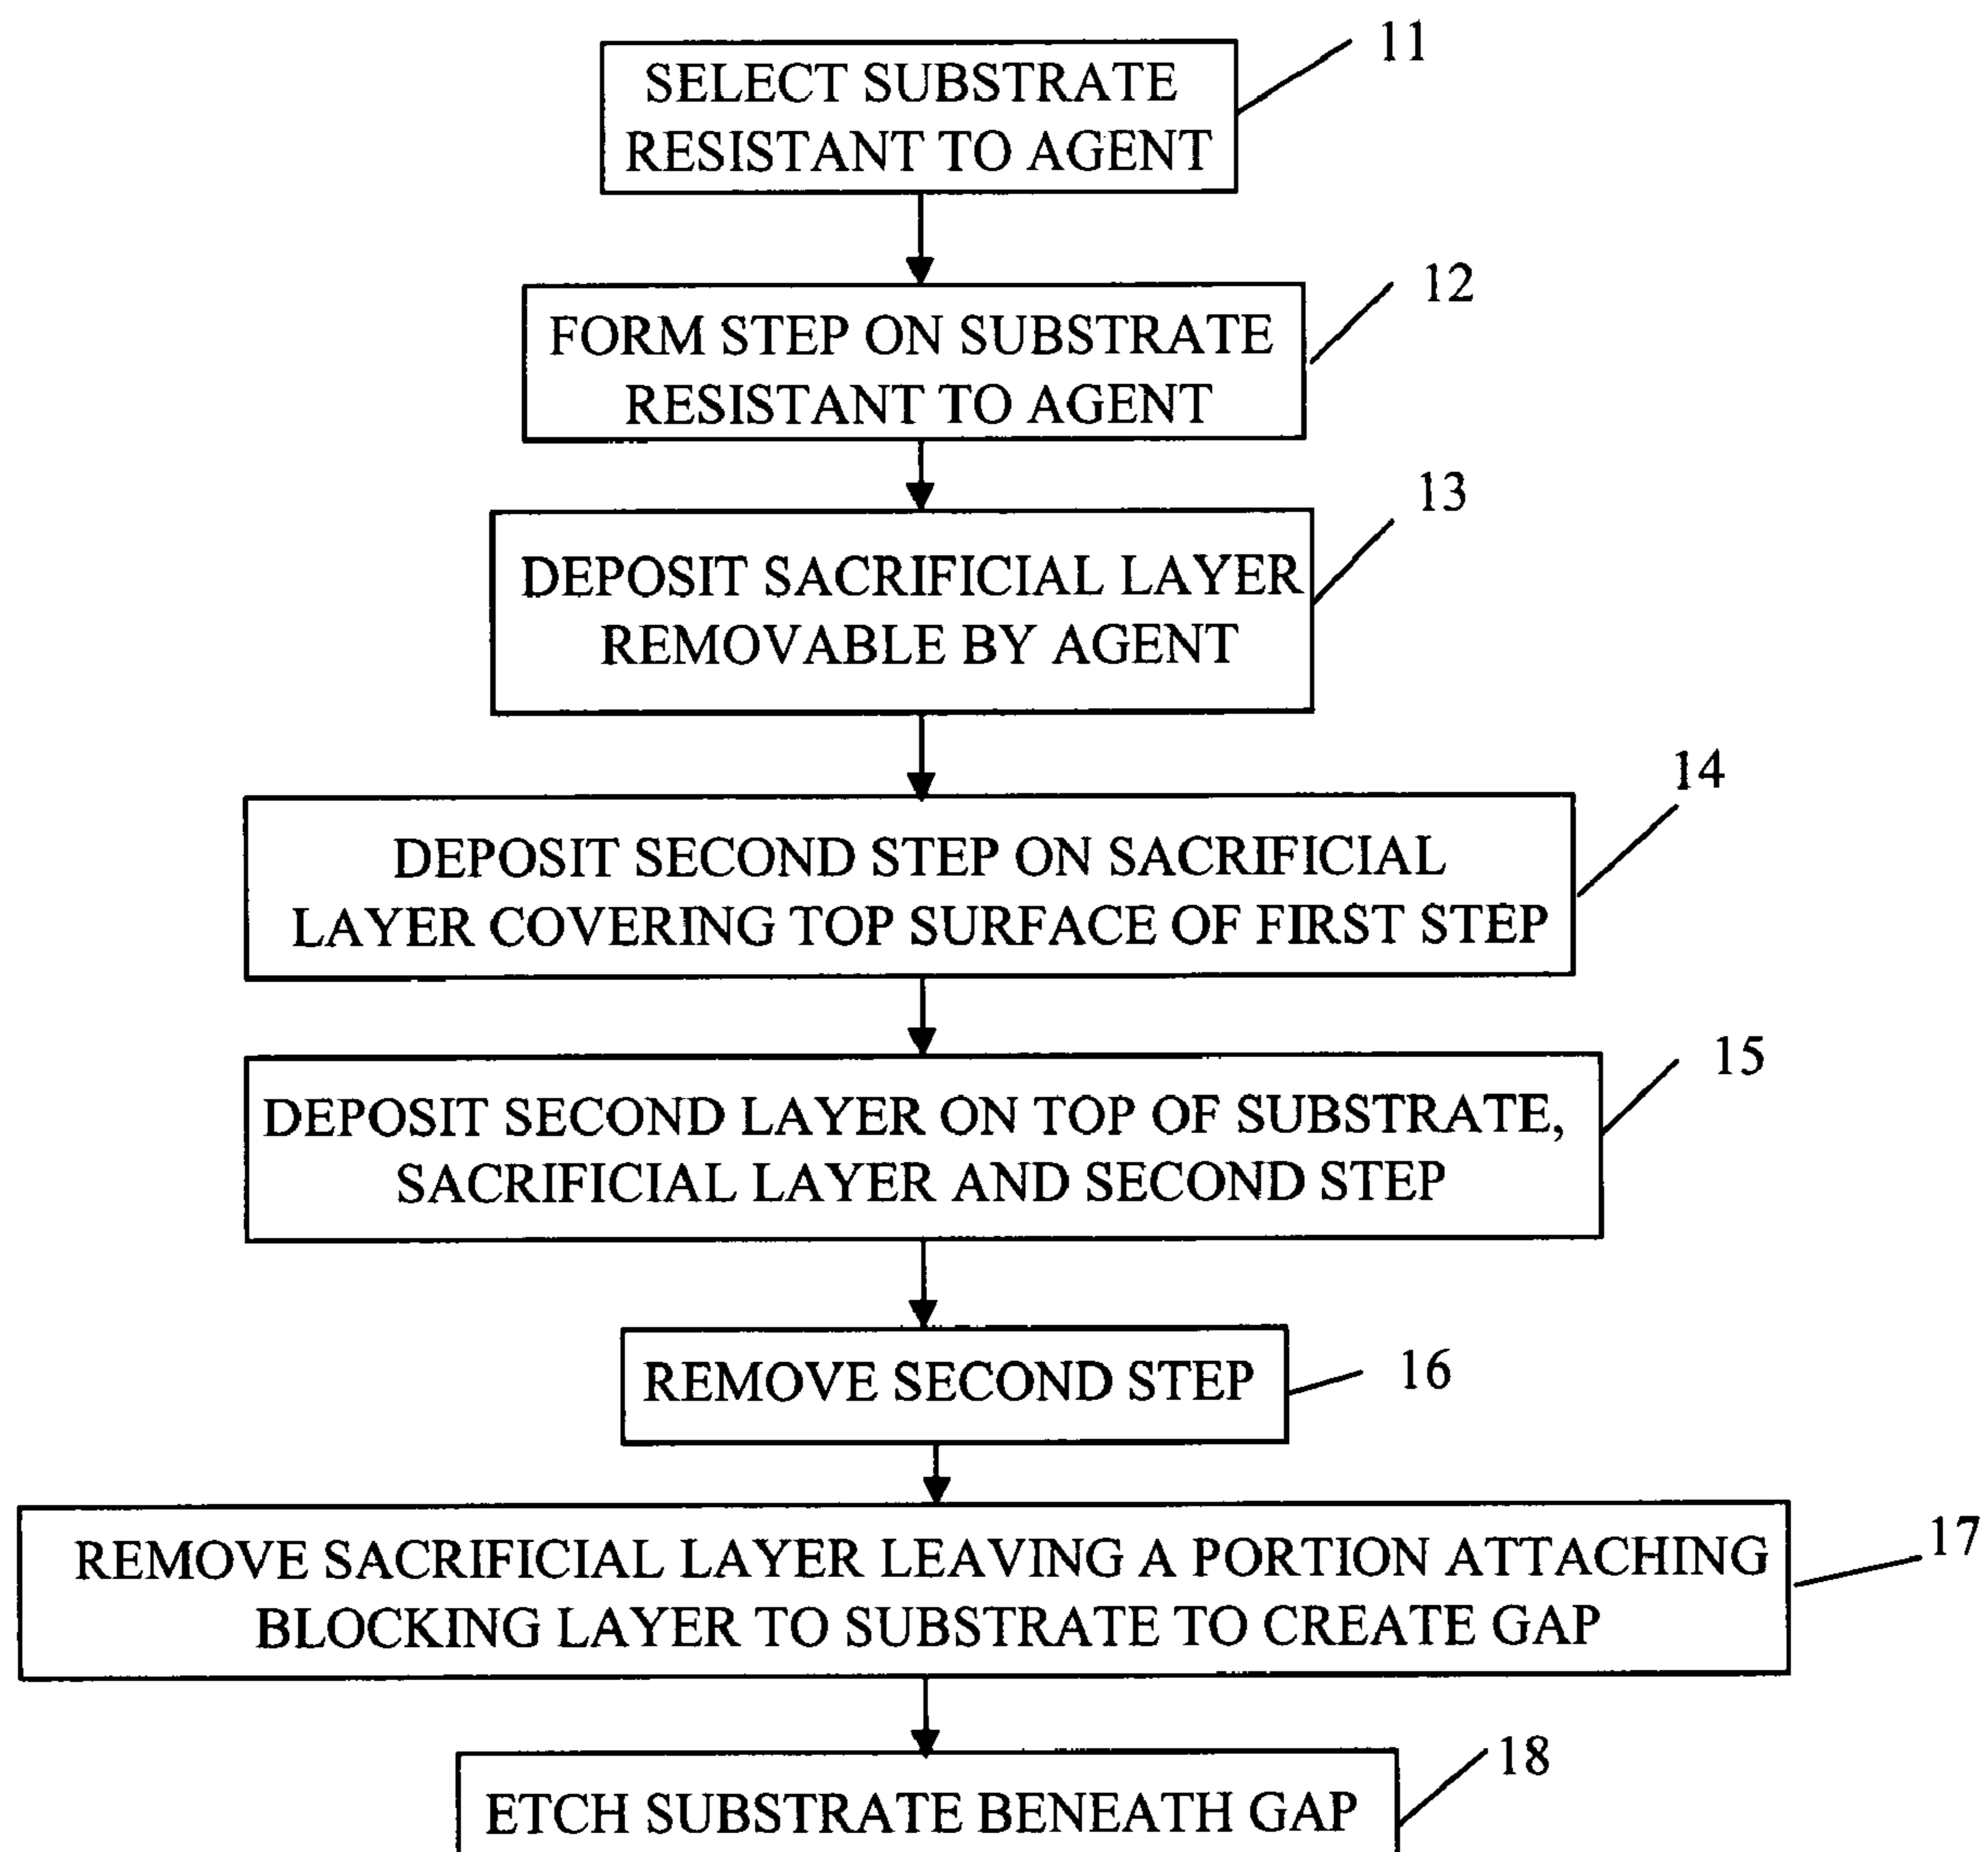 11
SELECT SUBSTRATE
RESISTANT TO AGENT
12
FORM STEP ON SUBSTRATE
RESISTANT TO AGENT
13
DEPOSIT SACRIFICIAL LAYER
REMOVABLE BY AGENT
14
DEPOSIT SECOND STEP ON SACRIFICIAL
LAYER COVERING TOP SURFACE OF FIRST STEP
15
DEPOSIT SECOND LAYER ON TOP OF SUBSTRATE,
SACRIFICIAL LAYER AND SECOND STEP
16
REMOVE SECOND STEP
17
REMOVE SACRIFICIAL LAYER LEAVING A PORTION ATTACHING
BLOCKING LAYER TO SUBSTRATE TO CREATE GAP
18
ETCH SUBSTRATE BENEATH GAP